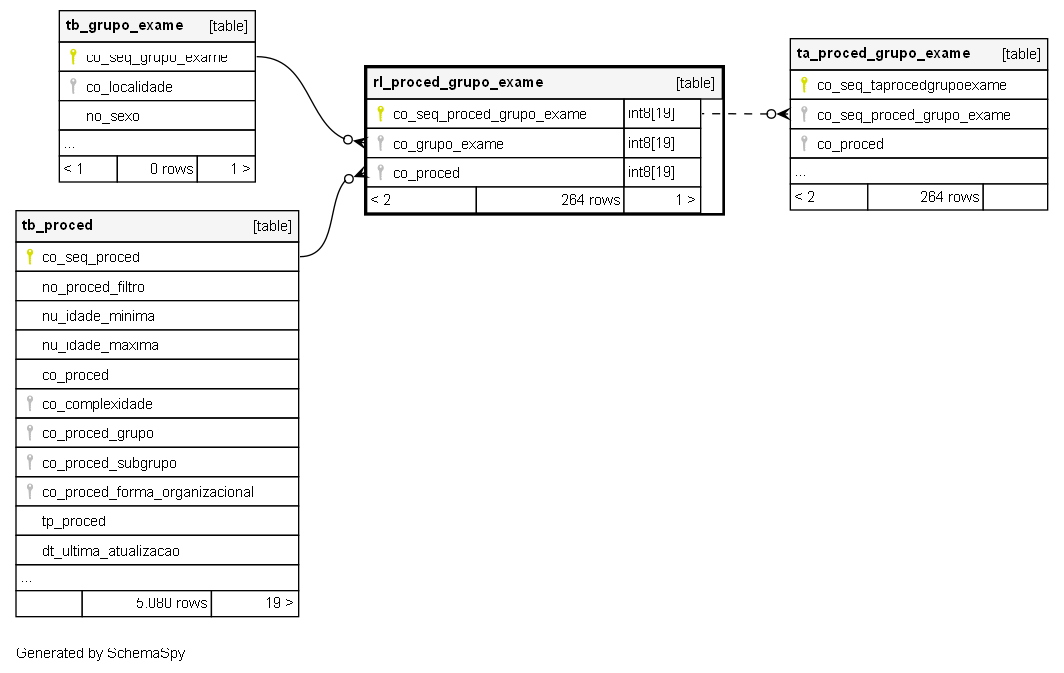 tb_grupo_exame [table]
co_seq_grupo_exame
co_localidade
no_sexo
...
< 1 0 rows 1 >
rl_proced_grupo_exame [table]
co_seq_proced_grupo_exame int8[19]
co_grupo_exame int8[19]
co_proced int8[19]
< 2 264 rows 1 >
ta_proced_grupo_exame [table]
co_seq_taprocedgrupoexame
co_seq_proced_grupo_exame
co_proced
...
< 2 264 rows
tb_proced [table]
co_seq_proced
no_proced_filtro
nu_idade_minima
nu_idade_maxima
co_proced
co_complexidade
co_proced_grupo
co_proced_subgrupo
co_proced_forma_organizacional
tp_proced
dt_ultima_atualizacao
...
5.080 rows 19 >
Generated by SchemaSpy